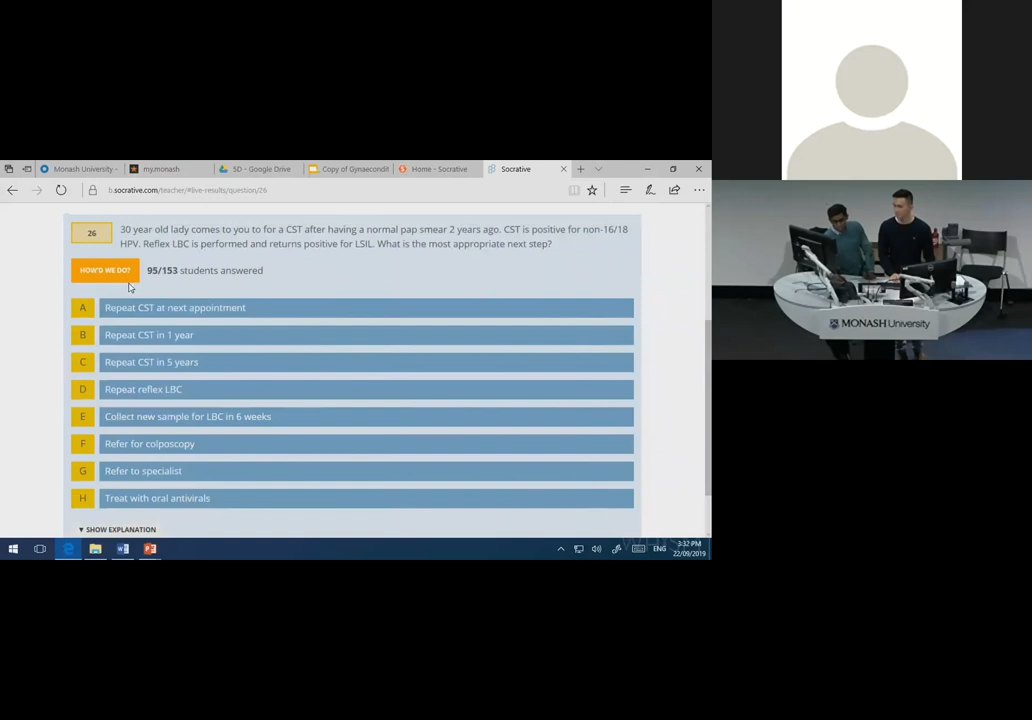 Monash University -
my.monash
5D - Google Drive
Copy of Gynaecondit
Home - Socrative
Socrative
b.socrative.com/teacher/#live-results/question/26
26
30 year old lady comes to you to for a CST after having a normal pap smear 2 years ago. CST is positive for non-16/18
HPV. Reflex LBC is performed and returns positive for LSIL. What is the most appropriate next step?
HOW'D WE DO?
95/153 students answered
A Repeat CST at next appointment
B Repeat CST in 1 year
C Repeat CST in 5 years
D Repeat reflex LBC
E Collect new sample for LBC in 6 weeks
F Refer for colposcopy
G Refer to specialist
H Treat with oral antivirals
▼ SHOW EXPLANATION
ENG
3:32 PM
22/09/2019
MONASH University